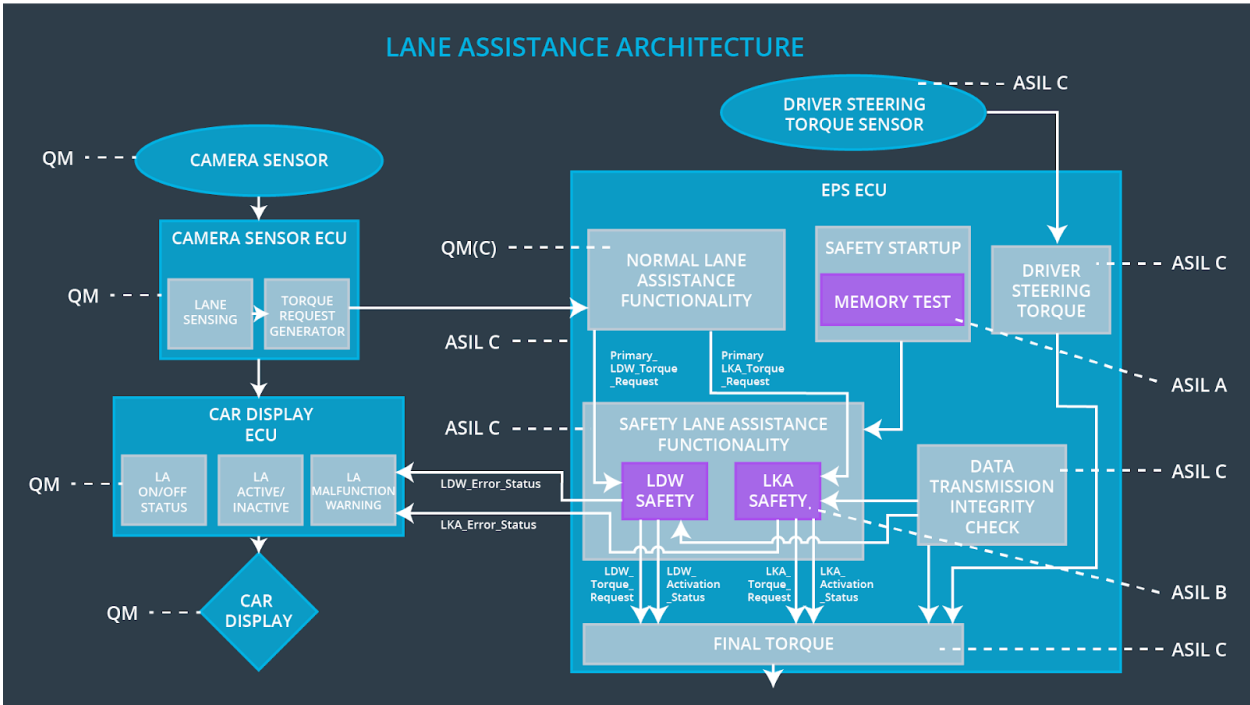 LANE ASSISTANCE ARCHITECTURE
ASIL C
DRIVER STEERING
TORQUE SENSOR
QM
CAMERA SENSOR
EPS ECU
CAMERA SENSOR ECU
QM
LANE
SENSING
TORQUE
REQUEST
GENERATOR
QM(C)
NORMAL LANE
ASSISTANCE
FUNCTIONALITY
SAFETY STARTUP
MEMORY TEST
DRIVER
STEERING
TORQUE
ASIL C
ASIL C
ASIL A
Primary_
LDW_Torque
_Request
Primary
LKA_Torque
_Request
CAR DISPLAY
ECU
QM
LA
ON/OFF
STATUS
LA
ACTIVE/
INACTIVE
LA
MALFUNCTION
WARNING
ASIL C
SAFETY LANE ASSISTANCE
FUNCTIONALITY
LDW
SAFETY
LKA
SAFETY
LDW_Error_Status
LKA_Error_Status
DATA
TRANSMISSION
INTEGRITY
CHECK
ASIL C
LDW_
Torque_
Request
LDW_
Activation
_Status
LKA_
Torque_
Request
LKA_
Activation
_Status
ASIL B
QM
CAR
DISPLAY
FINAL TORQUE
ASIL C